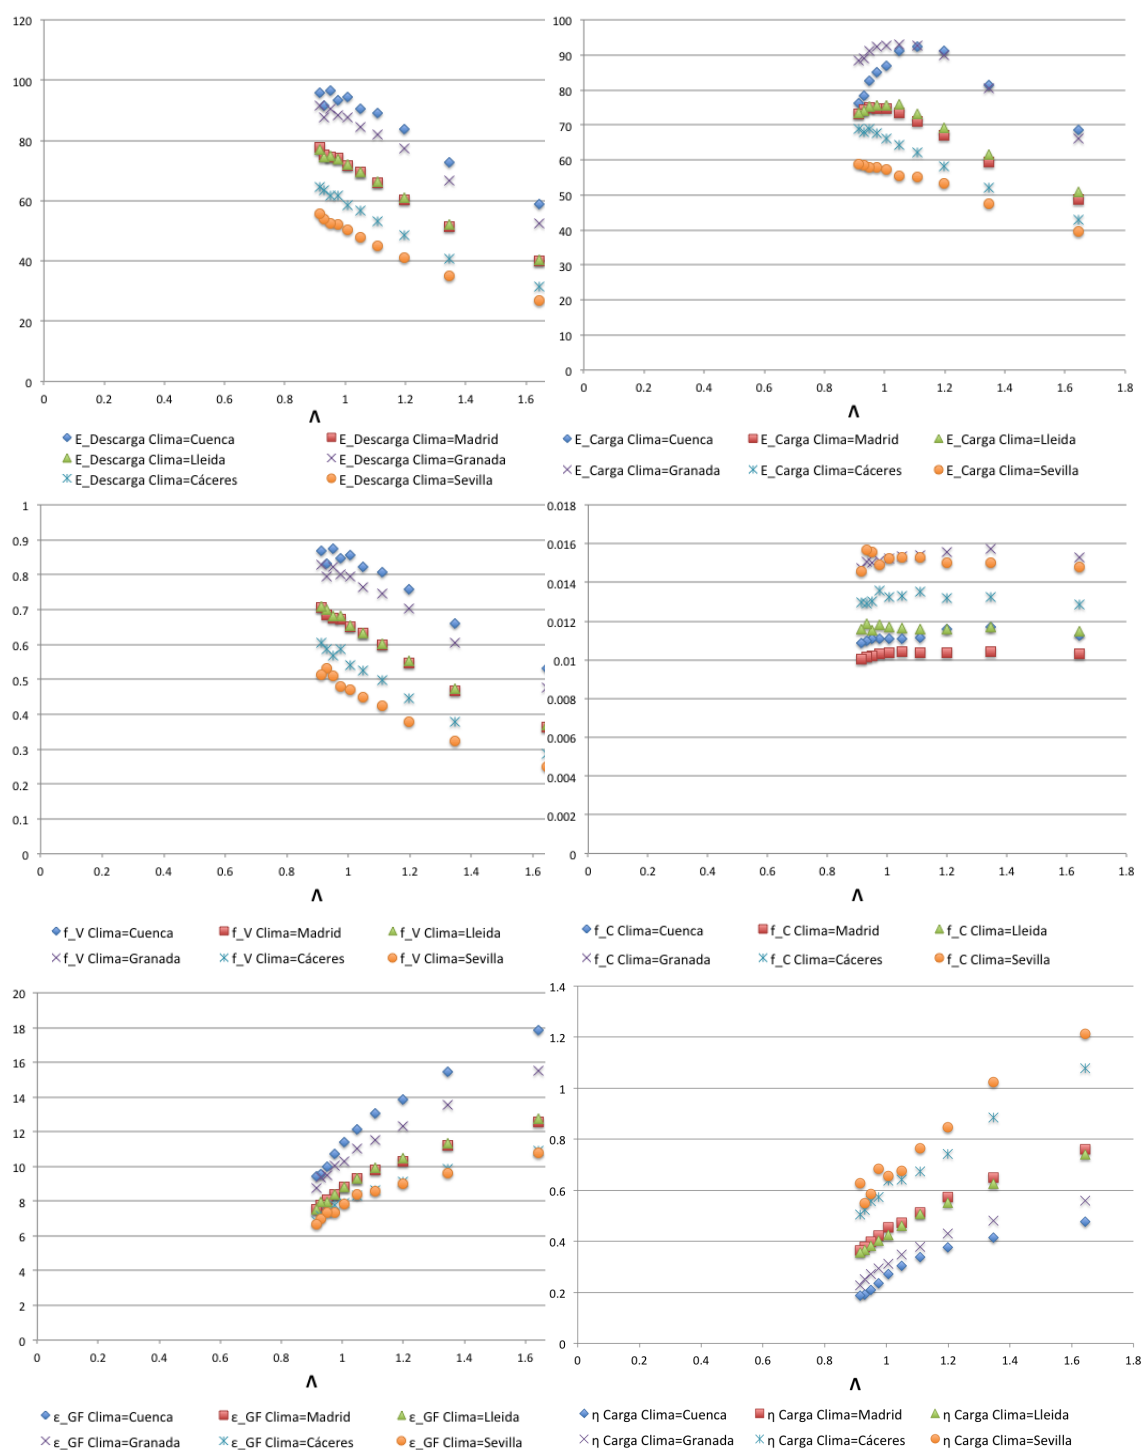 120
100
80
60
40
20
0
0 0.2 0.4 0.6 0.8 1 1.2 1.4 1.6
Λ
E_Descarga Clima=Cuenca E_Descarga Clima=Madrid
E_Descarga Clima=Lleida E_Descarga Clima=Granada
E_Descarga Clima=Cáceres E_Descarga Clima=Sevilla
100
90
80
70
60
50
40
30
20
10
0
0 0.2 0.4 0.6 0.8 1 1.2 1.4 1.6 1.8
Λ
E_Carga Clima=Cuenca E_Carga Clima=Madrid E_Carga Clima=Lleida
E_Carga Clima=Granada E_Carga Clima=Cáceres E_Carga Clima=Sevilla
1
0.9
0.8
0.7
0.6
0.5
0.4
0.3
0.2
0.1
0
0 0.2 0.4 0.6 0.8 1 1.2 1.4 1.6
Λ
f_V Clima=Cuenca f_V Clima=Madrid f_V Clima=Lleida
f_V Clima=Granada f_V Clima=Cáceres f_V Clima=Sevilla
0.018
0.016
0.014
0.012
0.01
0.008
0.006
0.004
0.002
0
0 0.2 0.4 0.6 0.8 1 1.2 1.4 1.6 1.8
Λ
f_C Clima=Cuenca f_C Clima=Madrid f_C Clima=Lleida
f_C Clima=Granada f_C Clima=Cáceres f_C Clima=Sevilla
20
18
16
14
12
10
8
6
4
2
0
0 0.2 0.4 0.6 0.8 1 1.2 1.4 1.6
Λ
ε_GF Clima=Cuenca ε_GF Clima=Madrid ε_GF Clima=Lleida
ε_GF Clima=Granada ε_GF Clima=Cáceres ε_GF Clima=Sevilla
1.4
1.2
1
0.8
0.6
0.4
0.2
0
0 0.2 0.4 0.6 0.8 1 1.2 1.4 1.6 1.8
Λ
η Carga Clima=Cuenca η Carga Clima=Madrid η Carga Clima=Lleida
η Carga Clima=Granada η Carga Clima=Cáceres η Carga Clima=Sevilla